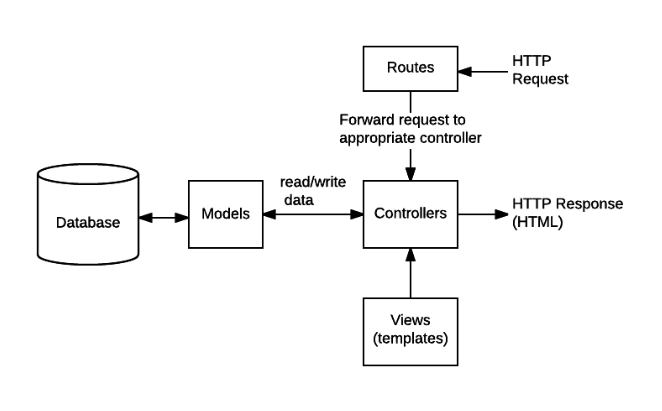 Routes
HTTP
Request
Forward request to
appropriate controller
read/write
data
Database
Models
Controllers
HTTP Response
(HTML)
Views
(templates)